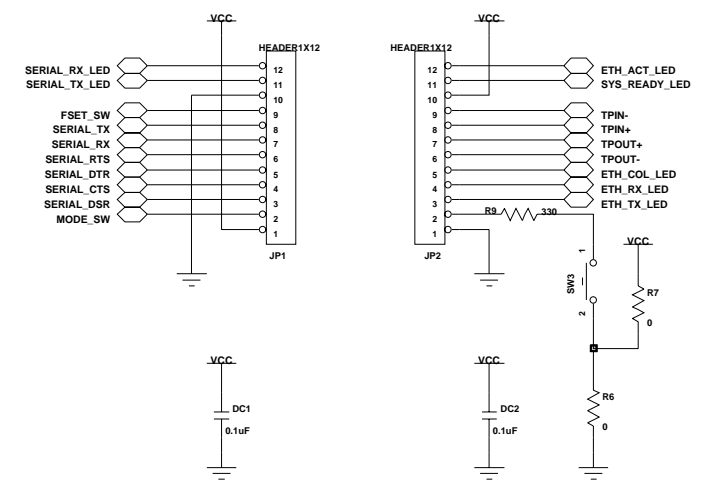 VCC
VCC
HEADER1X12
HEADER1X12
SERIAL_RX_LED
12
12
ETH_ACT_LED
SERIAL_TX_LED
11
11
SYS_READY_LED
10
10
FSET_SW
9
9
TPIN-
SERIAL_TX
8
8
TPIN+
SERIAL_RX
7
7
TPOUT+
SERIAL_RTS
6
6
TPOUT-
SERIAL_DTR
5
5
ETH_COL_LED
SERIAL_CTS
4
4
ETH_RX_LED
SERIAL_DSR
3
3
ETH_TX_LED
MODE_SW
2
2
R9
330
1
1
JP1
JP2
VCC
1
SW3
2
R7
0
VCC
VCC
DC1
0.1uF
DC2
0.1uF
R6
0